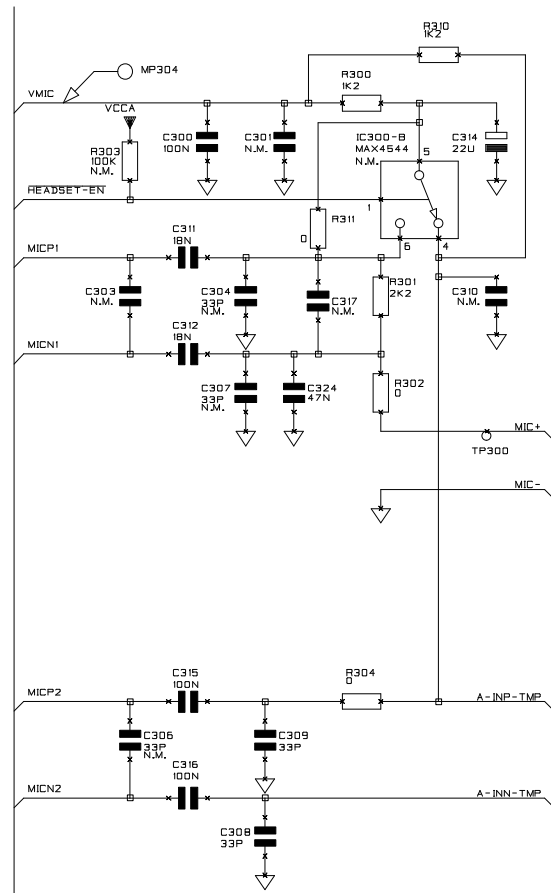 R310
1K2
MP304
R300
1K2
VMIC
VCCA
R303
100K
N.M.
C300
100N
C301
N.M.
IC300-B
MAX4544
N.M.
5
C314
22U
HEADSET-EN
1
R311
0
6
4
C311
18N
MICP1
C303
N.M.
C304
33P
N.M.
C317
N.M.
R301
2K2
C310
N.M.
C312
18N
MICN1
C307
33P
N.M.
C324
47N
R302
0
MIC+
TP300
MIC-
C315
100N
R304
0
MICP2
A-INP-TMP
C306
33P
N.M.
C309
33P
C316
100N
MICN2
A-INN-TMP
C308
33P